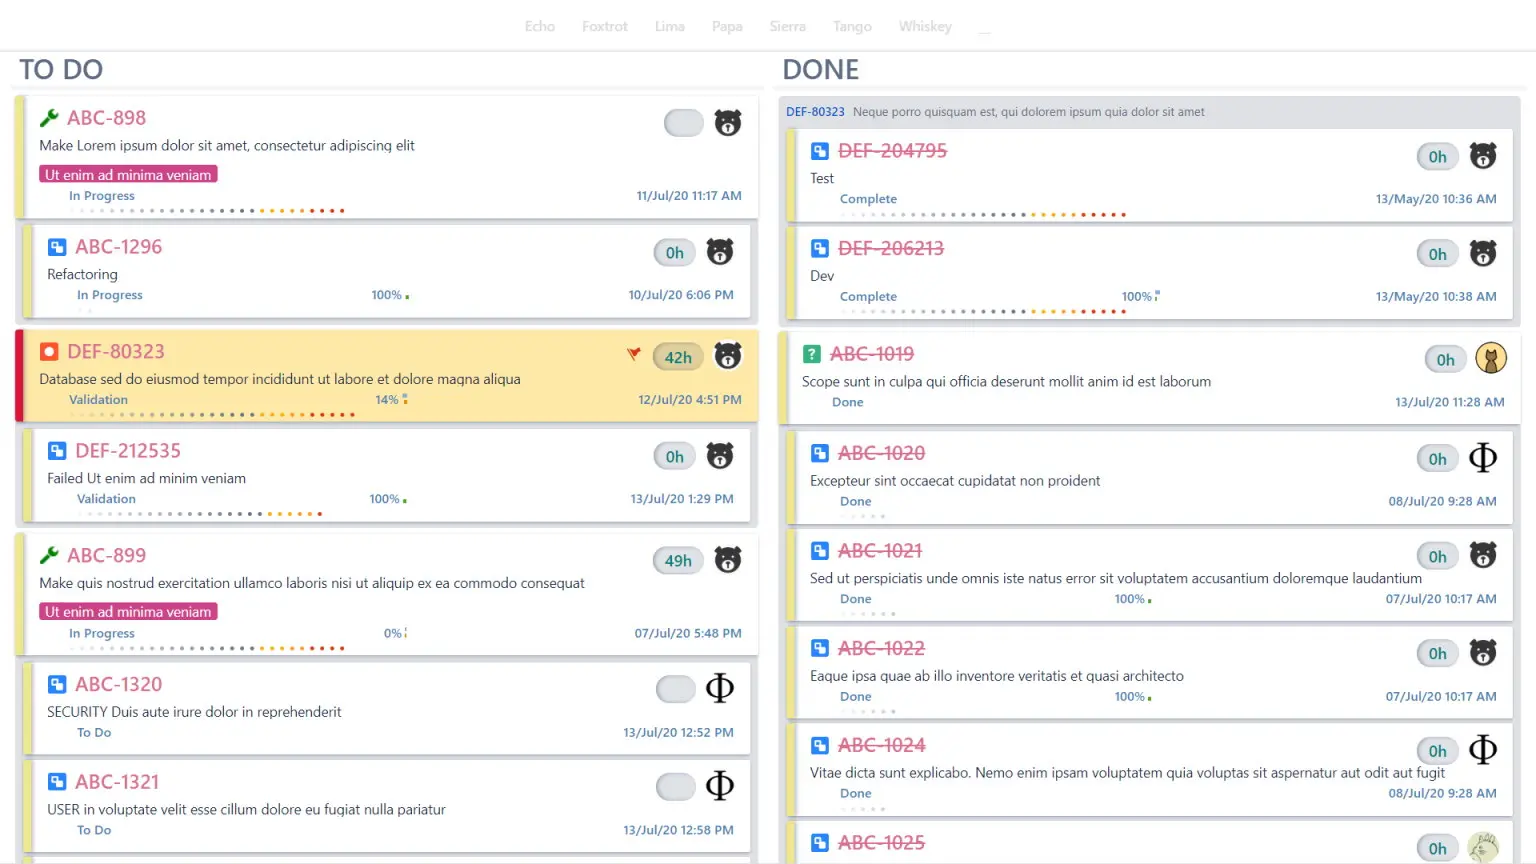 Echo Foxtrot Lima Papa Sierra Tango Whiskey __
TO DO
ABC-898
Make Lorem ipsum dolor sit amet, consectetur adipiscing elit
Ut enim ad minima veniam
In Progress 11/Jul/20 11:17 AM
ABC-1296 0h
Refactoring
In Progress 100% 10/Jul/20 6:06 PM
DEF-80323 42h
Database sed do eiusmod tempor incididunt ut labore et dolore magna aliqua
Validation 14% 12/Jul/20 4:51 PM
DEF-212535 0h
Failed Ut enim ad minim veniam
Validation 100% 13/Jul/20 1:29 PM
ABC-899 49h
Make quis nostrud exercitation ullamco laboris nisi ut aliquip ex ea commodo consequat
Ut enim ad minima veniam
In Progress 0% 07/Jul/20 5:48 PM
ABC-1320 Φ
SECURITY Duis aute irure dolor in reprehenderit
To Do 13/Jul/20 12:52 PM
ABC-1321 Φ
USER in voluptate velit esse cillum dolore eu fugiat nulla pariatur
To Do 13/Jul/20 12:58 PM
DONE
DEF-80323 Neque porro quisquam est, qui dolorem ipsum quia dolor sit amet
DEF-204795 0h
Test
Complete 13/May/20 10:36 AM
DEF-206213 0h
Dev
Complete 100% 13/May/20 10:38 AM
? ABC-1019 0h
Scope sunt in culpa qui officia deserunt mollit anim id est laborum
Done 13/Jul/20 11:28 AM
ABC-1020 0h Φ
Excepteur sint occaecat cupidatat non proident
Done 08/Jul/20 9:28 AM
ABC-1021 0h
Sed ut perspiciatis unde omnis iste natus error sit voluptatem accusantium doloremque laudantium
Done 100% 07/Jul/20 10:17 AM
ABC-1022 0h
Eaque ipsa quae ab illo inventore veritatis et quasi architecto
Done 100% 07/Jul/20 10:17 AM
ABC-1024 0h Φ
Vitae dicta sunt explicabo. Nemo enim ipsam voluptatem quia voluptas sit aspernatur aut odit aut fugit
Done 08/Jul/20 9:28 AM
ABC-1025 0h